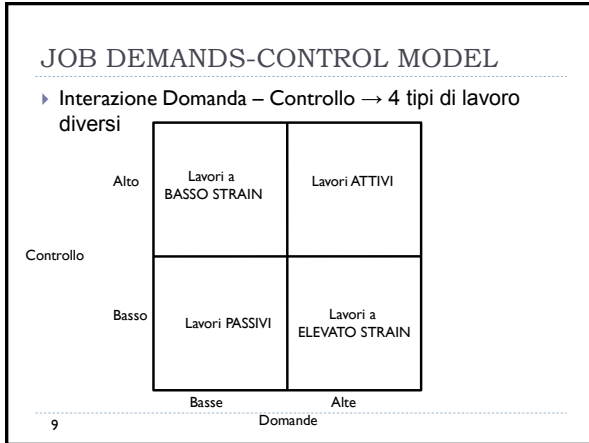 JOB DEMANDS-CONTROL MODEL
Interazione Domanda – Controllo → 4 tipi di lavoro
diversi
Alto
Lavori a
BASSO STRAIN
Lavori ATTIVI
Controllo
Basso
Lavori PASSIVI
Lavori a
ELEVATO STRAIN
Basse
Alte
Domande
9